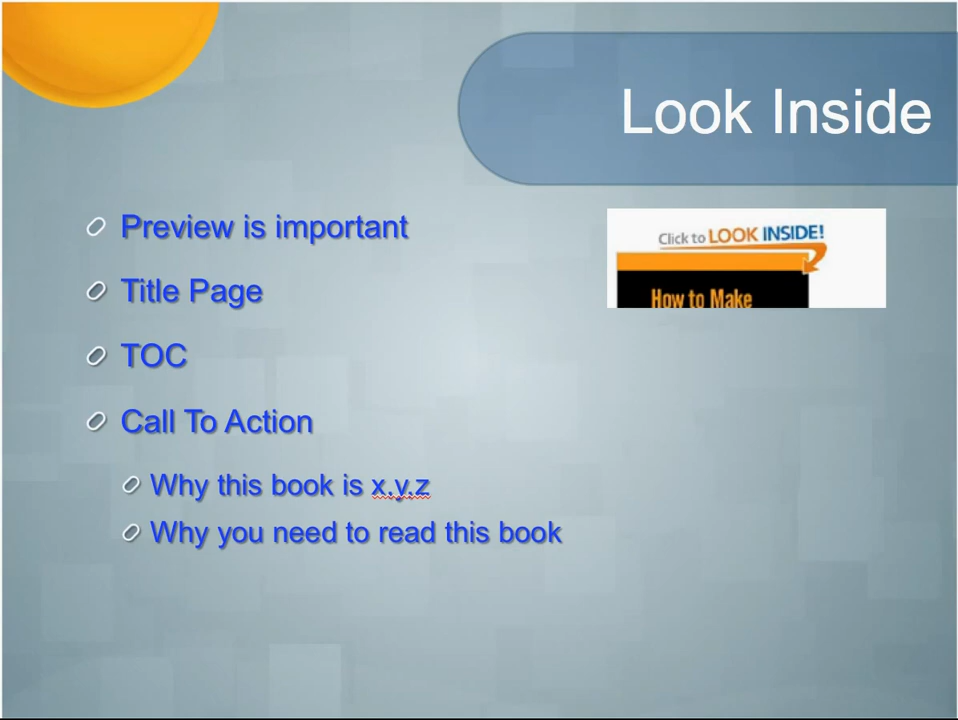 Look Inside
Preview is important
Title Page
TOC
Call To Action
Why this book is x,y,z
Why you need to read this book
Click to LOOK INSIDE!
How to Make